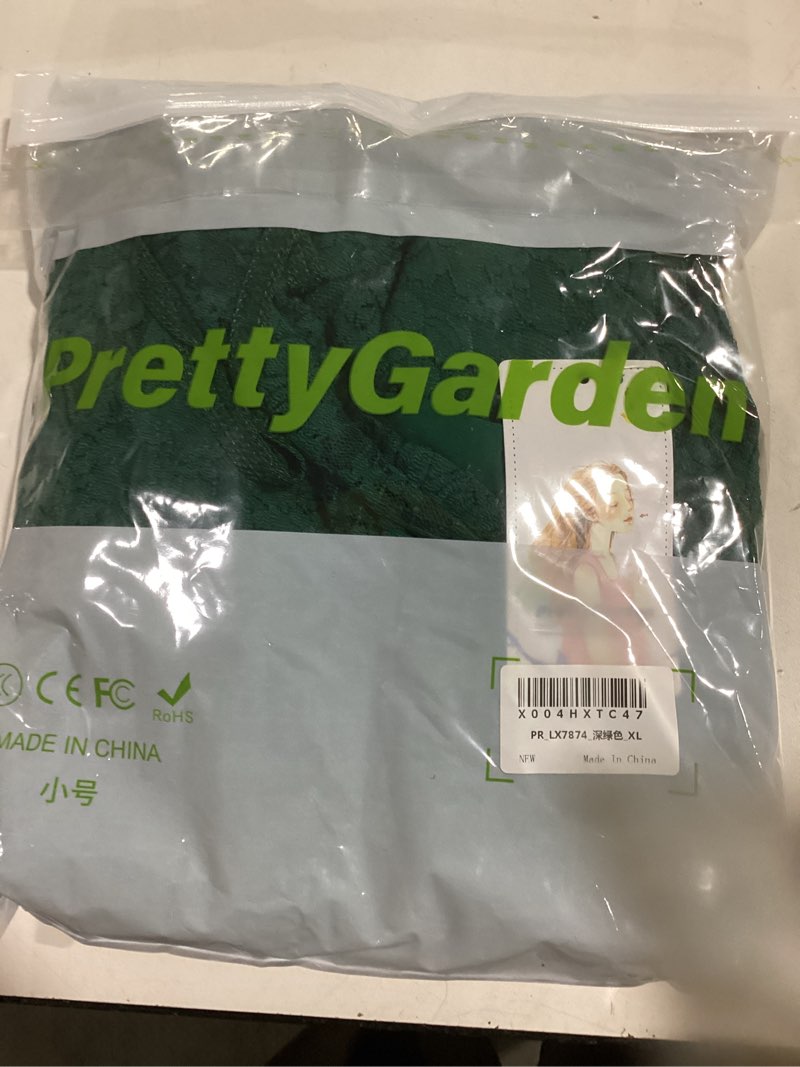 PrettyGarden
CE FC
RoHS
MADE IN CHINA
小号
X004HXTC47
PR_LX7874_深绿色_XL
NEW Made In China